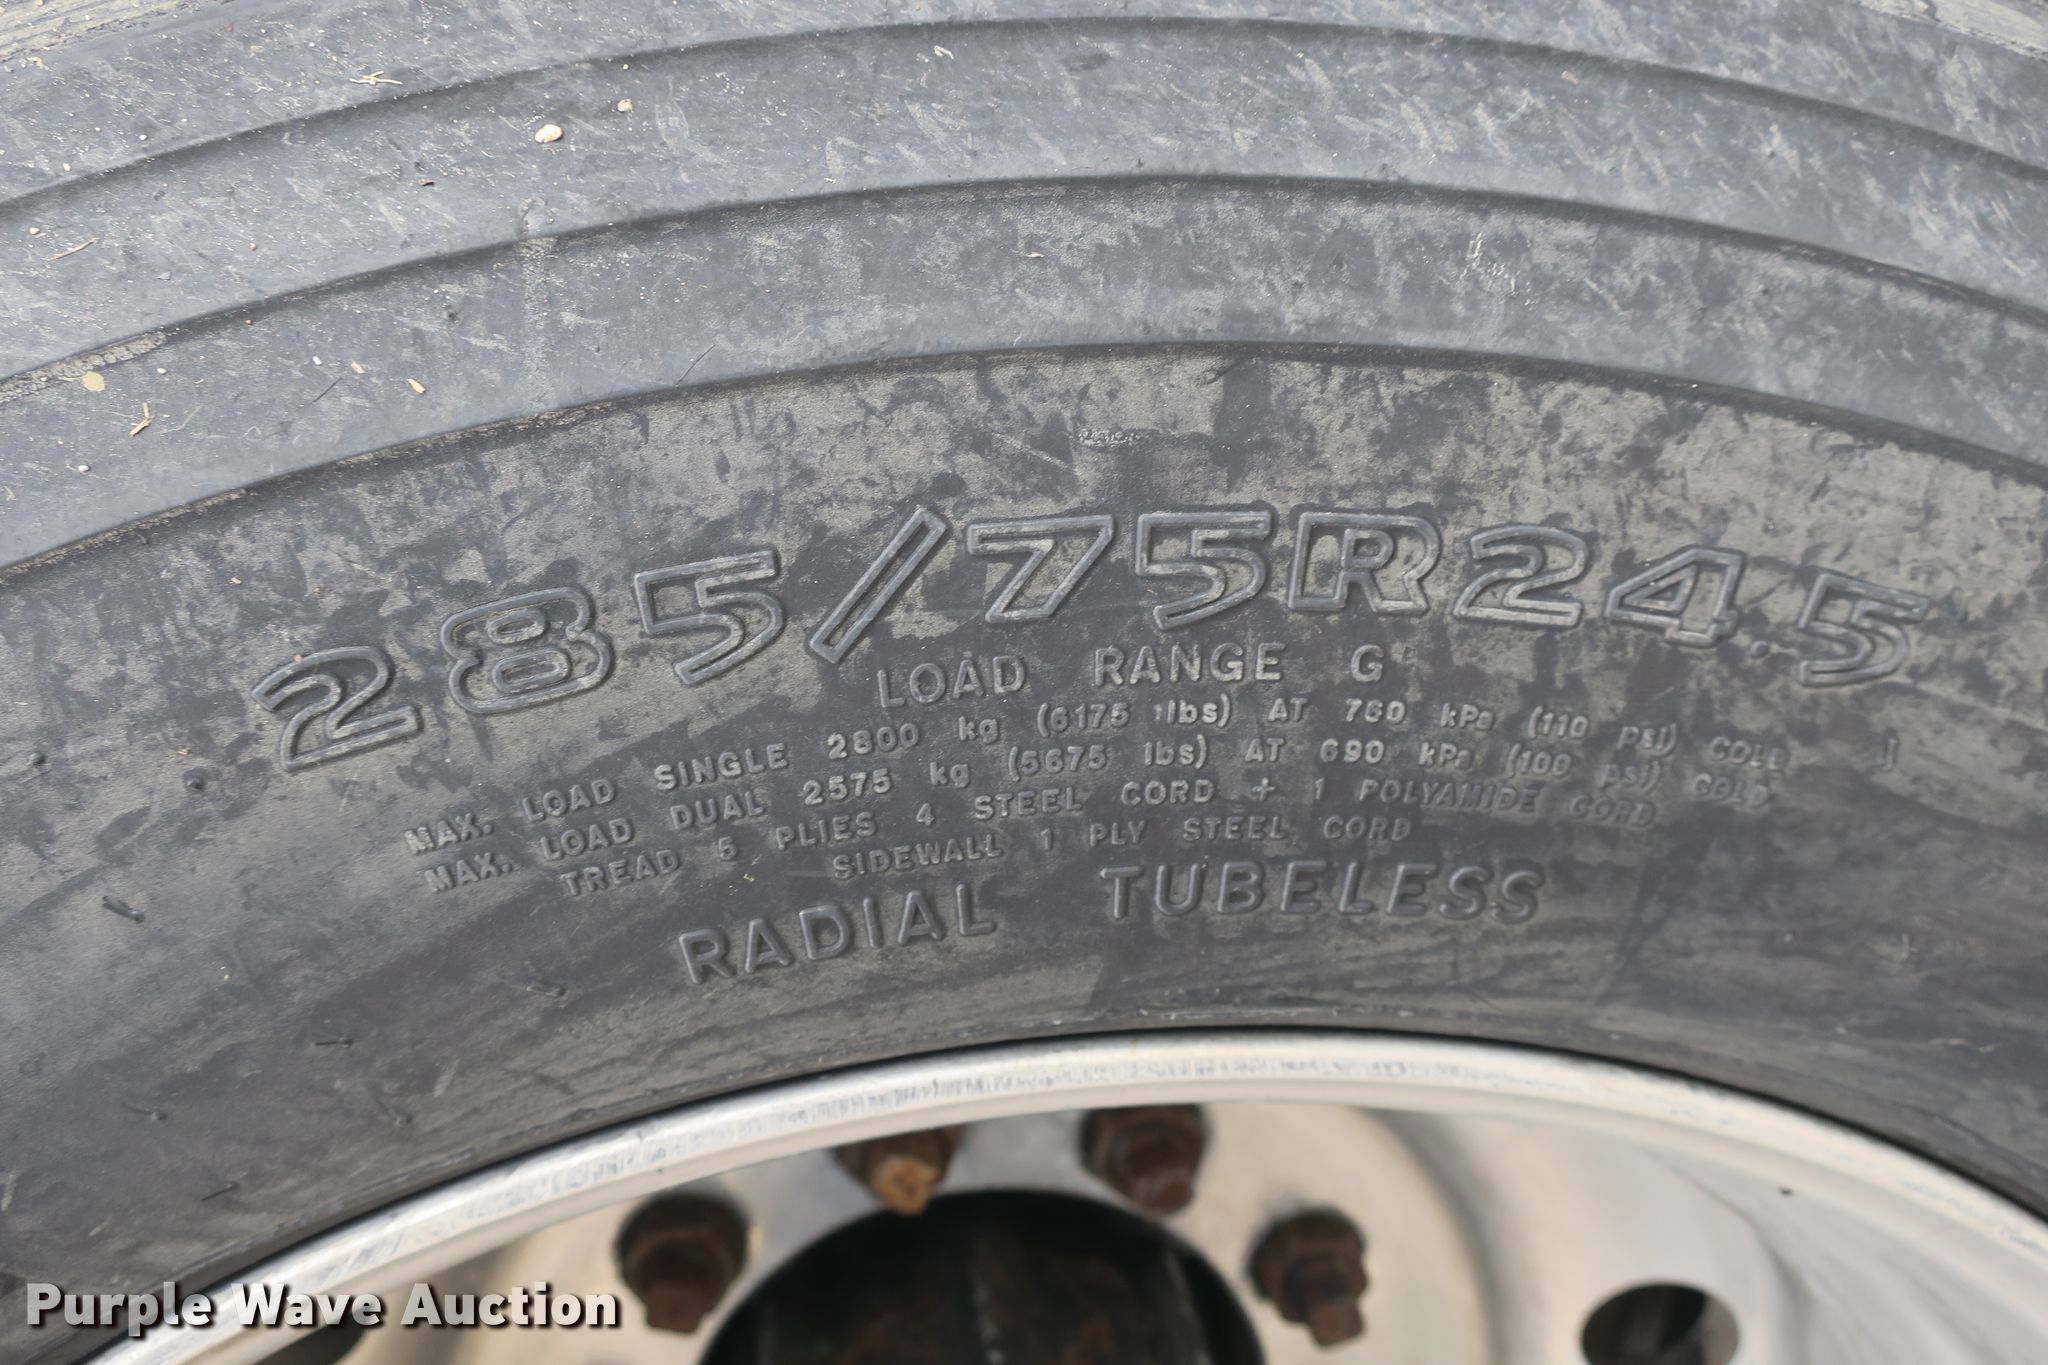 285/75R24.5
LOAD RANGE G
MAX. LOAD SINGLE 2800 kg (6175 lbs) AT 760 kPa (110 psi) COLD
MAX. LOAD DUAL 2575 kg (5675 lbs) AT 690 kPa (100 psi) COLD
TREAD 5 PLIES 4 STEEL CORD + 1 POLYAMIDE CORD
SIDEWALL 1 PLY STEEL CORD
RADIAL TUBELESS
Purple Wave Auction